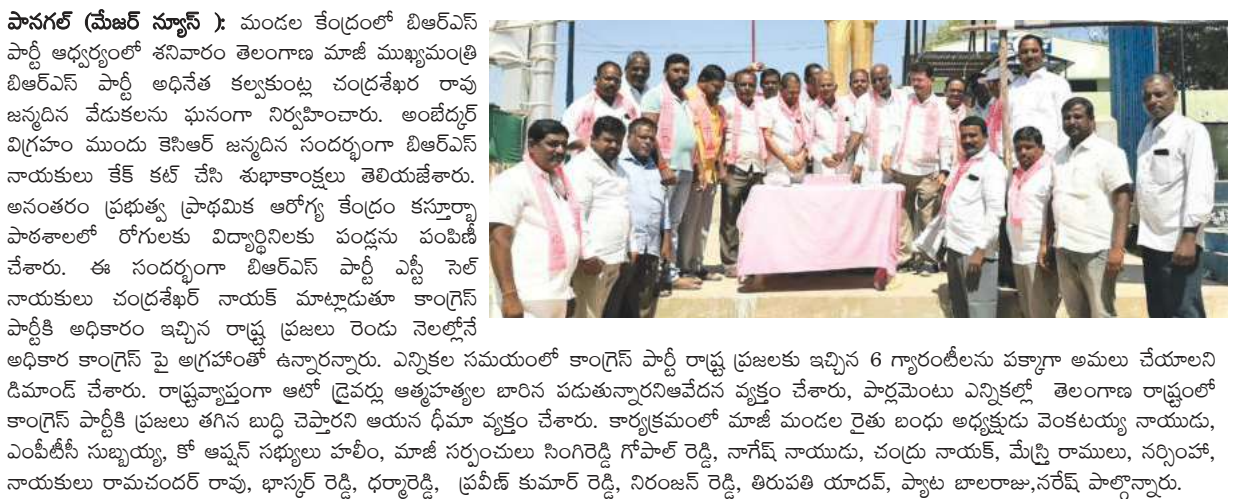 పానగల్ (మేజర్ న్యూస్ ): మండల కేంద్రంలో బిఆర్ఎస్
పార్టీ ఆధ్వర్యంలో శనివారం తెలంగాణ మాజీ ముఖ్యమంత్రి
బిఆర్ఎస్ పార్టీ అధినేత కల్వకుంట్ల చంద్రశేఖర రావు
జన్మదిన వేడుకలను ఘనంగా నిర్వహించారు. అంబేద్కర్
విగ్రహం ముందు కెసిఆర్ జన్మదిన సందర్భంగా బిఆర్ఎస్
నాయకులు కేక్ కట్ చేసి శుభాకాంక్షలు తెలియజేశారు.
అనంతరం ప్రభుత్వ ప్రాథమిక ఆరోగ్య కేంద్రం కస్తూర్బా
పాఠశాలలో రోగులకు విద్యార్థినిలకు పండ్లను పంపిణీ
చేశారు. ఈ సందర్భంగా బిఆర్ఎస్ పార్టీ ఎస్టీ సెల్
నాయకులు చంద్రశేఖర్ నాయక్ మాట్లాడుతూ కాంగ్రెస్
పార్టీకి అధికారం ఇచ్చిన రాష్ట్ర ప్రజలు రెండు నెలల్లోనే
అధికార కాంగ్రెస్ పై అగ్రహాంతో ఉన్నారన్నారు. ఎన్నికల సమయంలో కాంగ్రెస్ పార్టీ రాష్ట్ర ప్రజలకు ఇచ్చిన 6 గ్యారంటీలను పక్కాగా అమలు చేయాలని
డిమాండ్ చేశారు. రాష్ట్రవ్యాప్తంగా ఆటో డ్రైవర్లు ఆత్మహత్యల బారిన పడుతున్నారనిఆవేదన వ్యక్తం చేశారు, పార్లమెంటు ఎన్నికల్లో తెలంగాణ రాష్ట్రంలో
కాంగ్రెస్ పార్టీకి ప్రజలు తగిన బుద్ధి చెప్తారని ఆయన ధీమా వ్యక్తం చేశారు. కార్యక్రమంలో మాజీ మండల రైతు బంధు అధ్యక్షుడు వెంకటయ్య నాయుడు,
ఎంపీటీసీ సుబ్బయ్య, కో ఆప్షన్ సభ్యులు హలీం, మాజీ సర్పంచులు సింగిరెడ్డి గోపాల్ రెడ్డి, నాగేష్ నాయుడు, చంద్రు నాయక్, మేస్త్రి రాములు, నర్సింహా,
నాయకులు రామచందర్ రావు, భాస్కర్ రెడ్డి, ధర్మారెడ్డి, ప్రవీణ్ కుమార్ రెడ్డి, నిరంజన్ రెడ్డి, తిరుపతి యాదవ్, ప్యాట బాలరాజు,నరేష్ పాల్గొన్నారు.